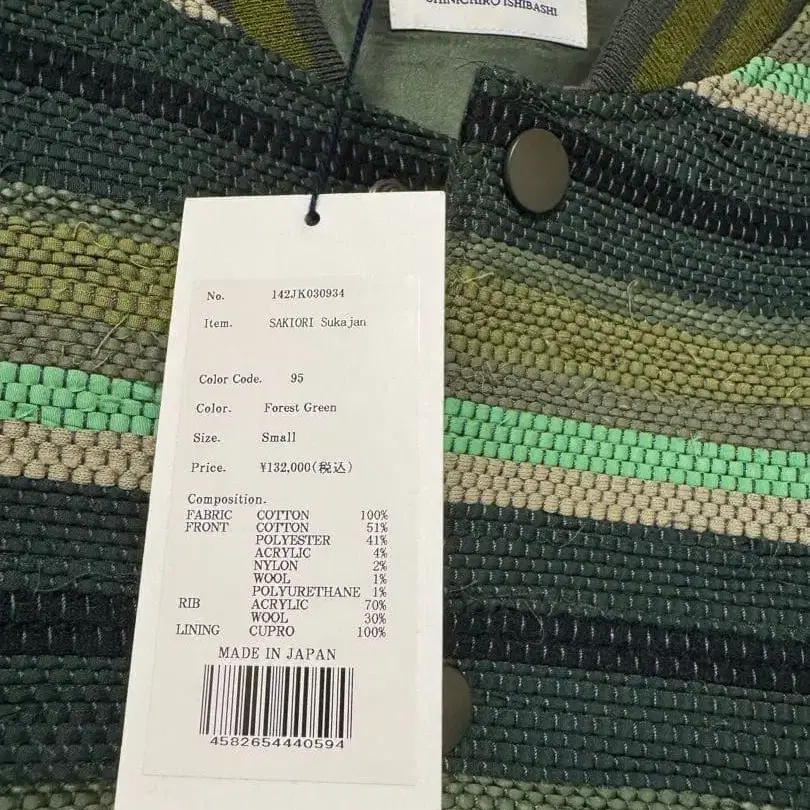 SHINICHIRO ISHIBASHI
No. 142JK030934
Item. SAKIORI Sukajan
Color Code. 95
Color. Forest Green
Size. Small
Price. ¥132,000(税込)
Composition.
FABRIC COTTON 100%
FRONT COTTON 51%
POLYESTER 41%
ACRYLIC 4%
NYLON 2%
WOOL 1%
POLYURETHANE 1%
RIB ACRYLIC 70%
WOOL 30%
LINING CUPRO 100%
MADE IN JAPAN
4582654440594